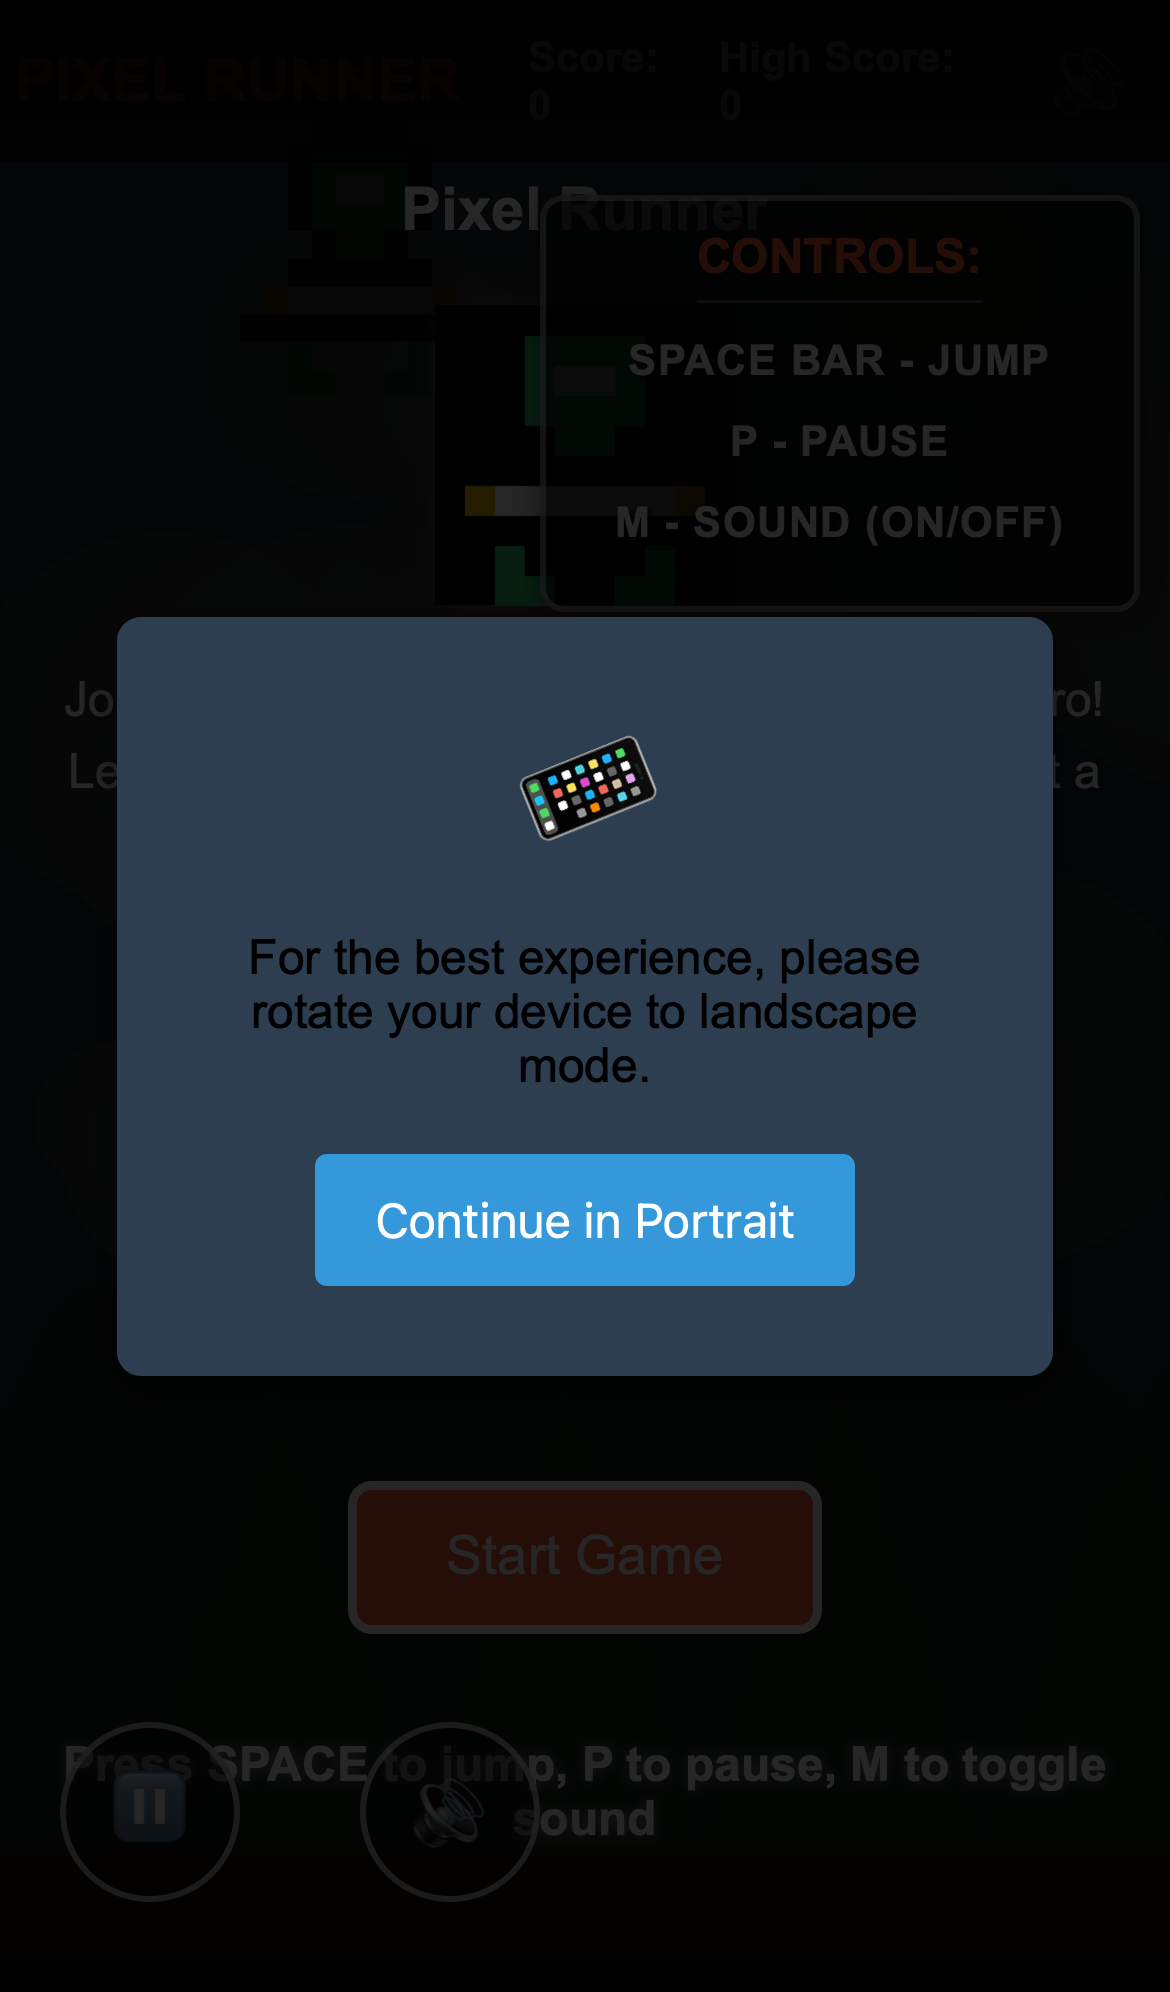 PIXEL RUNNER
Score:
0
High Score:
0
Pixel Runner
CONTROLS:
SPACE BAR - JUMP
P - PAUSE
M - SOUND (ON/OFF)
Jo ro!
Le t a
For the best experience, please
rotate your device to landscape
mode.
Continue in Portrait
Start Game
Press SPACE to jump, P to pause, M to toggle
sound